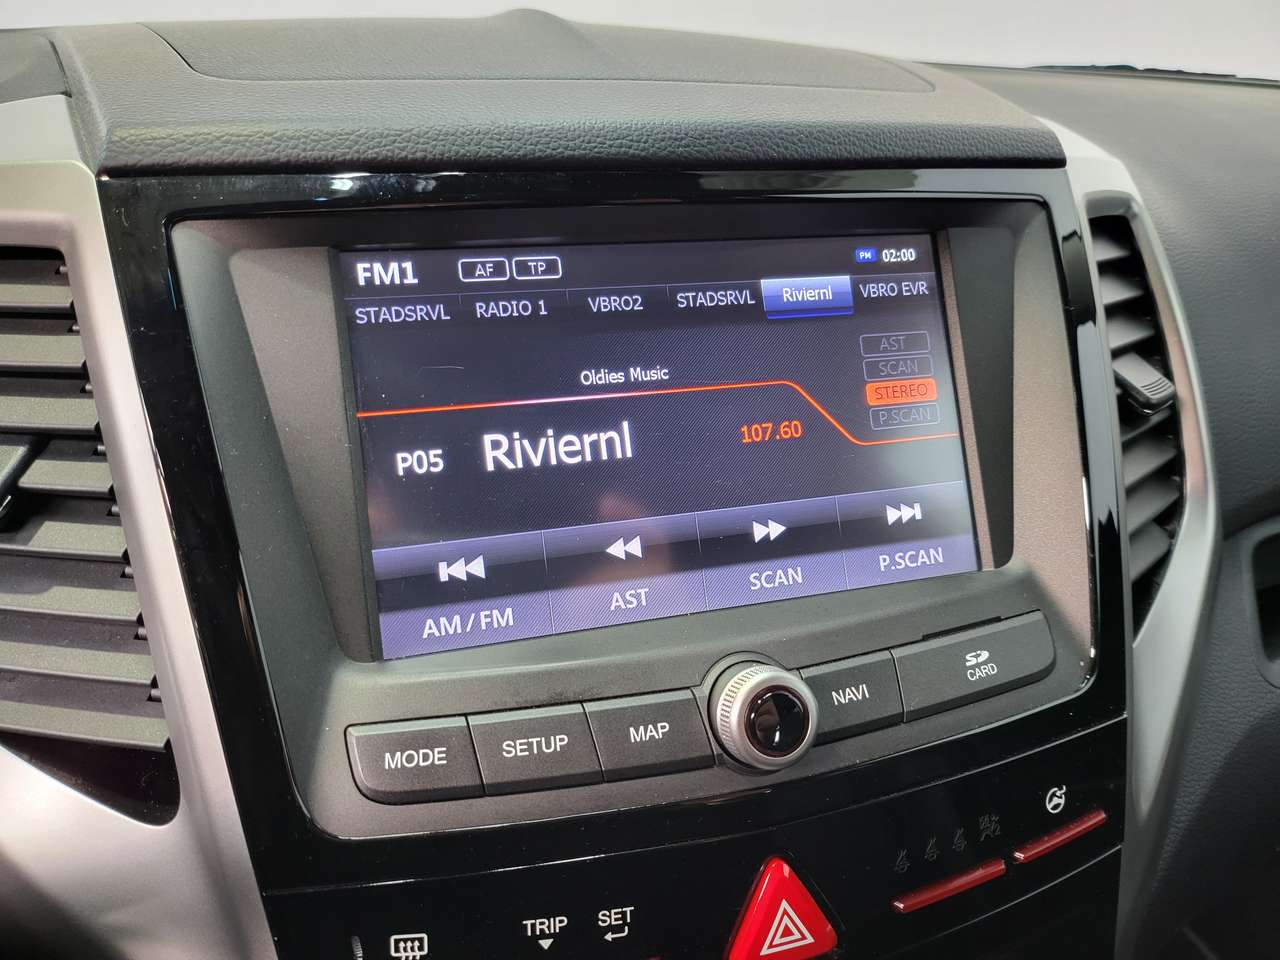 FM1 AF TP PM 02:00
STADSRVL RADIO 1 VBRO2 STADSRVL Riviernl VBRO EVR
Oldies Music
AST
SCAN
STEREO
P.SCAN
P05 Riviernl 107.60
AM/FM AST SCAN P.SCAN
MODE SETUP MAP NAVI SD CARD
TRIP SET